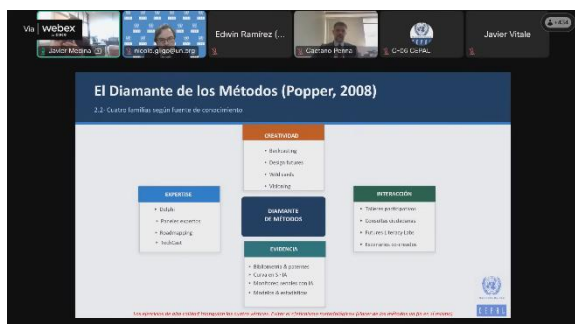 Via webex
Javier Medina
nicolo.gligo@un.org
Edwin Ramírez (...
Gaetano Penna
C-06 CEPAL
Javier Vitale
El Diamante de los Métodos (Popper, 2008)
2.2- Cuatro familias según fuente de conocimiento
CREATIVIDAD
• Backcasting
• Design futures
• Wild cards
• Visioning
EXPERTISE
• Delphi
• Paneles expertos
• Roadmapping
• TechCast
DIAMANTE
DE MÉTODOS
INTERACCIÓN
• Talleres participativos
• Consultas ciudadanas
• Futures Literacy Labs
• Escenarios
EVIDENCIA
• Bibliometría & patentes
• Curva en S - IA
• Monitoreo señales con IA
• Modelos & estadísticas
CEPAL